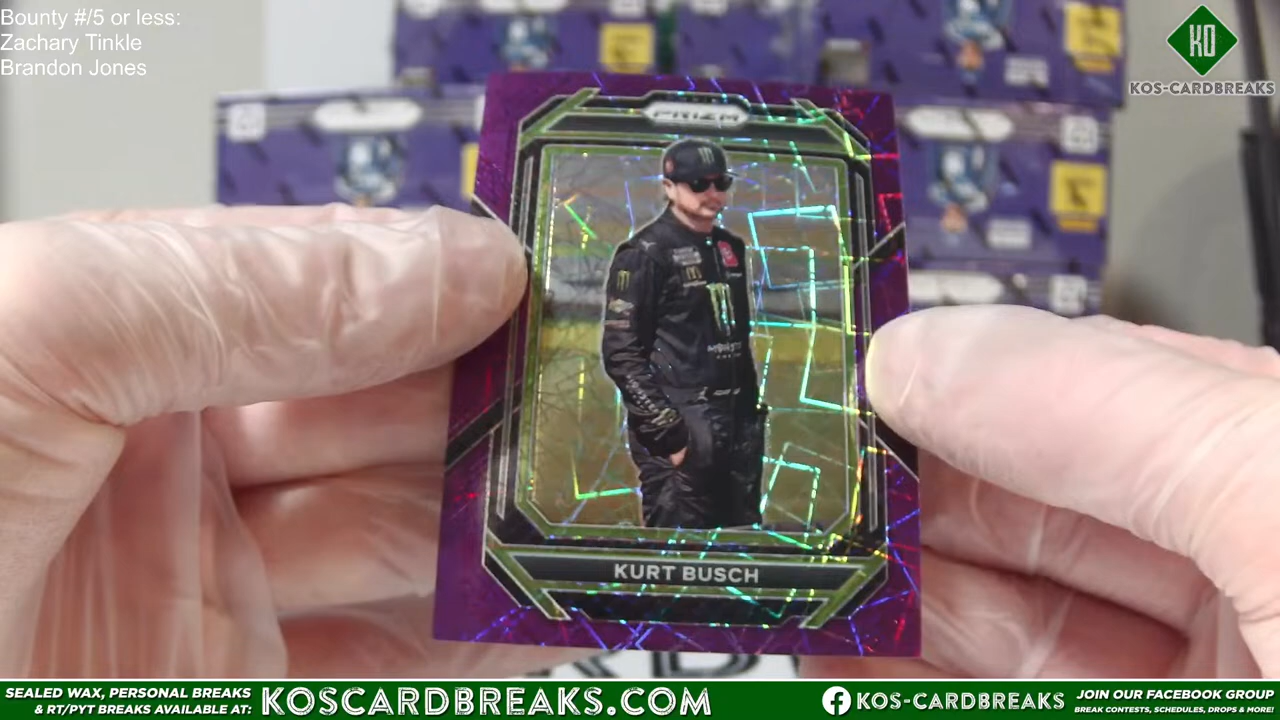 Bounty #/5 or less:
Zachary Tinkle
Brandon Jones
KO
KOS-CARDBREAKS
PRIZM
KURT BUSCH
SEALED WAX, PERSONAL BREAKS
& RT/PYT BREAKS AVAILABLE AT:
KOSCARDBREAKS.COM
KOS-CARDBREAKS
JOIN OUR FACEBOOK GROUP
BREAK CONTESTS, SCHEDULES, DROPS & MORE!